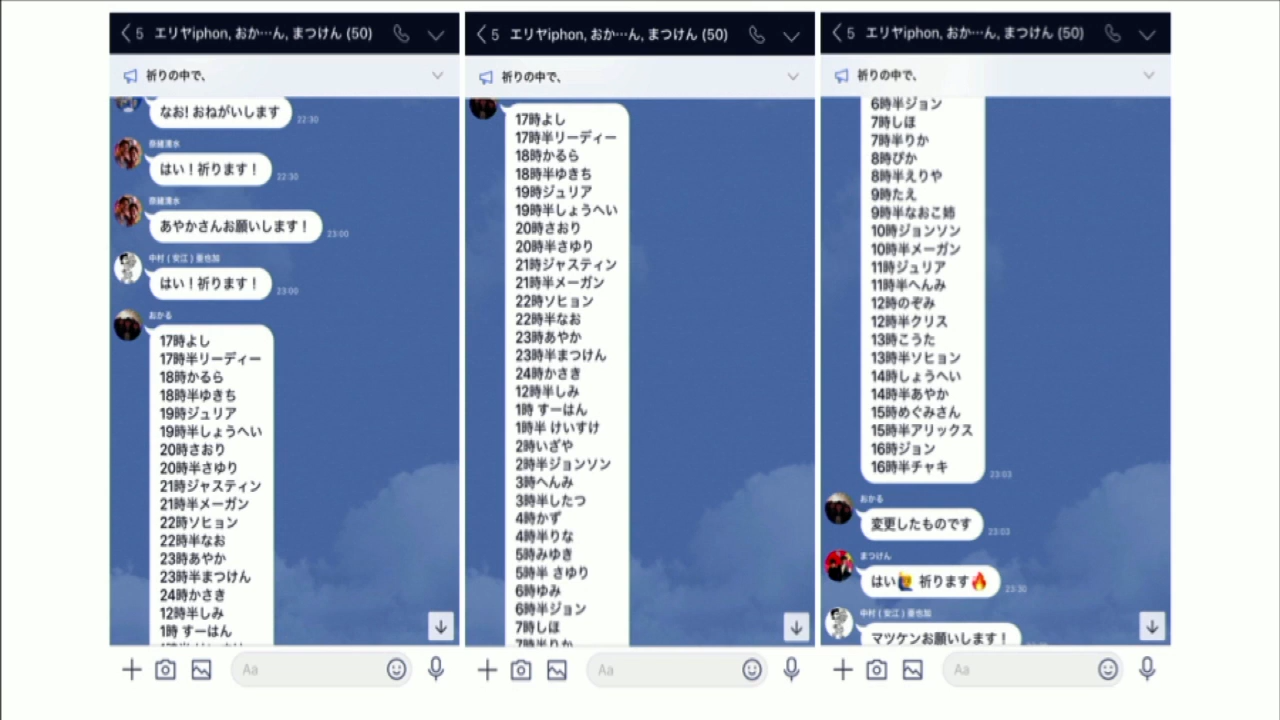 5 エリヤiphon, おか…ん, まつけん (50)
祈りの中で、
なお! おねがいします
22:30
奈緒清水
はい！祈ります！
22:30
奈緒清水
あやかさんお願いします！
23:00
中村 ( 安江 ) 亜也加
はい！祈ります！
23:00
おかる
17時よし
17時半リーディー
18時かるら
18時半ゆきち
19時ジュリア
19時半しょうへい
20時さおり
20時半さゆり
21時ジャスティン
21時半メーガン
22時ソヒョン
22時半なお
23時あやか
23時半まつけん
24時かさき
12時半しみ
1時 すーはん
Aa
5 エリヤiphon, おか…ん, まつけん (50)
祈りの中で、
17時よし
17時半リーディー
18時かるら
18時半ゆきち
19時ジュリア
19時半しょうへい
20時さおり
20時半さゆり
21時ジャスティン
21時半メーガン
22時ソヒョン
22時半なお
23時あやか
23時半まつけん
24時かさき
12時半しみ
1時 すーはん
1時半 けいすけ
2時いざや
2時半ジョンソン
3時へんみ
3時半したつ
4時かず
4時半りな
5時みゆき
5時半 さゆり
6時ゆみ
6時半ジョン
7時しほ
7時半りか
Aa
5 エリヤiphon, おか…ん, まつけん (50)
祈りの中で、
6時半ジョン
7時しほ
7時半りか
8時ぴか
8時半えりや
9時たえ
9時半なおこ姉
10時ジョンソン
10時半メーガン
11時ジュリア
11時半へんみ
12時のぞみ
12時半クリス
13時こうた
13時半ソヒョン
14時しょうへい
14時半あやか
15時めぐみさん
15時半アリックス
16時ジョン
16時半チャキ
23:03
おかる
変更したものです
23:03
まつけん
はい🙋‍♂️ 祈ります🔥
23:30
中村 ( 安江 ) 亜也加
マツケンお願いします！
Aa